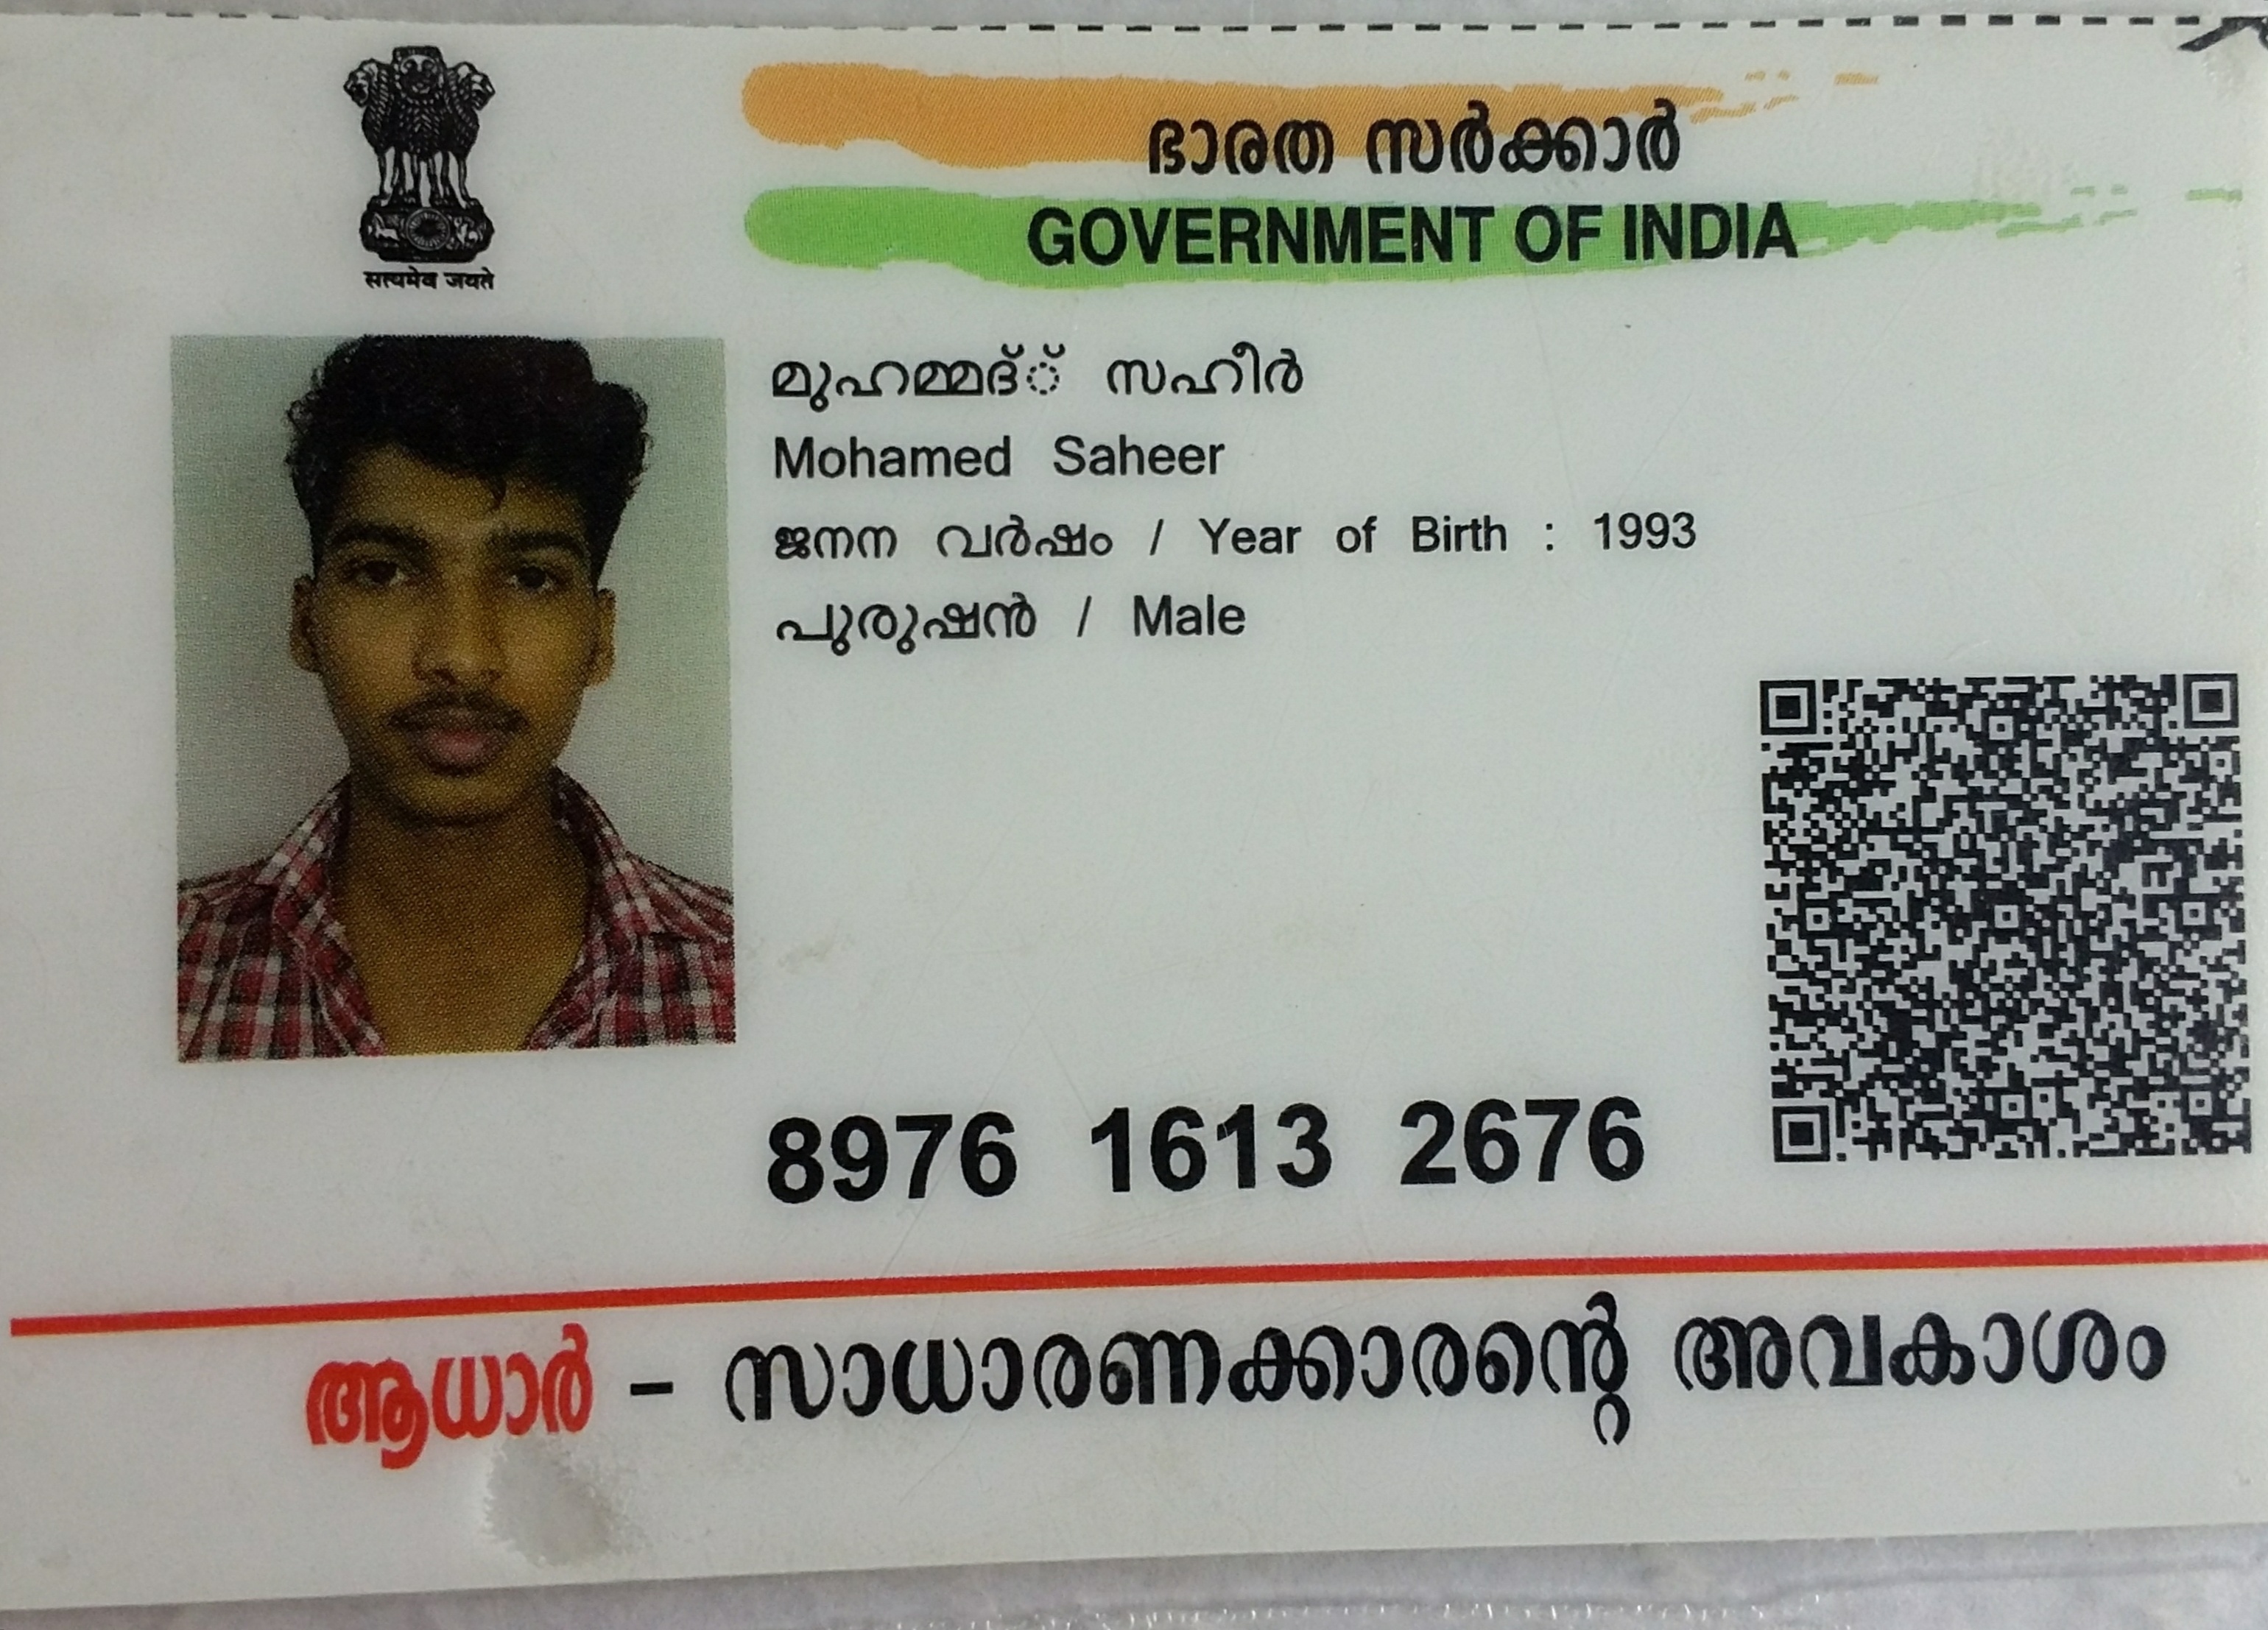 ഭാരത സർക്കാർ
GOVERNMENT OF INDIA
सत्यमेव जयते
മുഹമ്മദ്് സഹീർ
Mohamed Saheer
ജനന വർഷം / Year of Birth : 1993
പുരുഷൻ / Male
8976 1613 2676
ആധാർ – സാധാരണക്കാരന്റെ അവകാശം